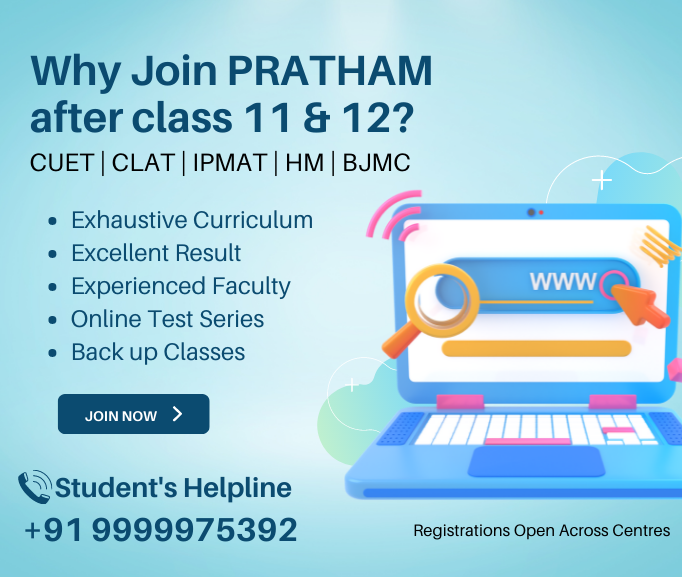 Why Join PRATHAM
after class 11 & 12?
CUET | CLAT | IPMAT | HM | BJMC
• Exhaustive Curriculum
• Excellent Result
• Experienced Faculty
• Online Test Series
• Back up Classes
WWW
JOIN NOW
Student's Helpline
+91 9999975392
Registrations Open Across Centres